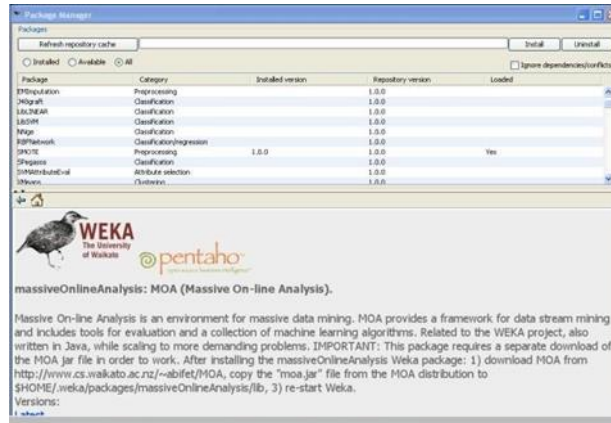 Package Manager
Packages
Refresh repository cache Install Uninstall
Installed Available All Ignore dependencies/conflicts
Package Category Installed version Repository version Loaded
EMImputation Preprocessing 1.0.0
J48graft Classification 1.0.0
LibLINEAR Classification 1.0.0
LibSVM Classification 1.0.0
NNge Classification 1.0.0
RBFNetwork Classification/regression 1.0.0
SMOTE Preprocessing 1.0.0 1.0.0 Yes
SPegasos Classification 1.0.0
SVMAttributeEval Attribute selection 1.0.0
XMeans Clustering 1.0.0
WEKA
The University
of Waikato
pentaho
open source business intelligence
massiveOnlineAnalysis: MOA (Massive On-line Analysis).
Massive On-line Analysis is an environment for massive data mining. MOA provides a framework for data stream mining
and includes tools for evaluation and a collection of machine learning algorithms. Related to the WEKA project, also
written in Java, while scaling to more demanding problems. IMPORTANT: This package requires a separate download of
the MOA jar file in order to work. After installing the massiveOnlineAnalysis Weka package: 1) download MOA from
http://www.cs.waikato.ac.nz/~abifet/MOA, copy the "moa.jar" file from the MOA distribution to
$HOME/.weka/packages/massiveOnlineAnalysis/lib, 3) re-start Weka.
Versions:
Latest